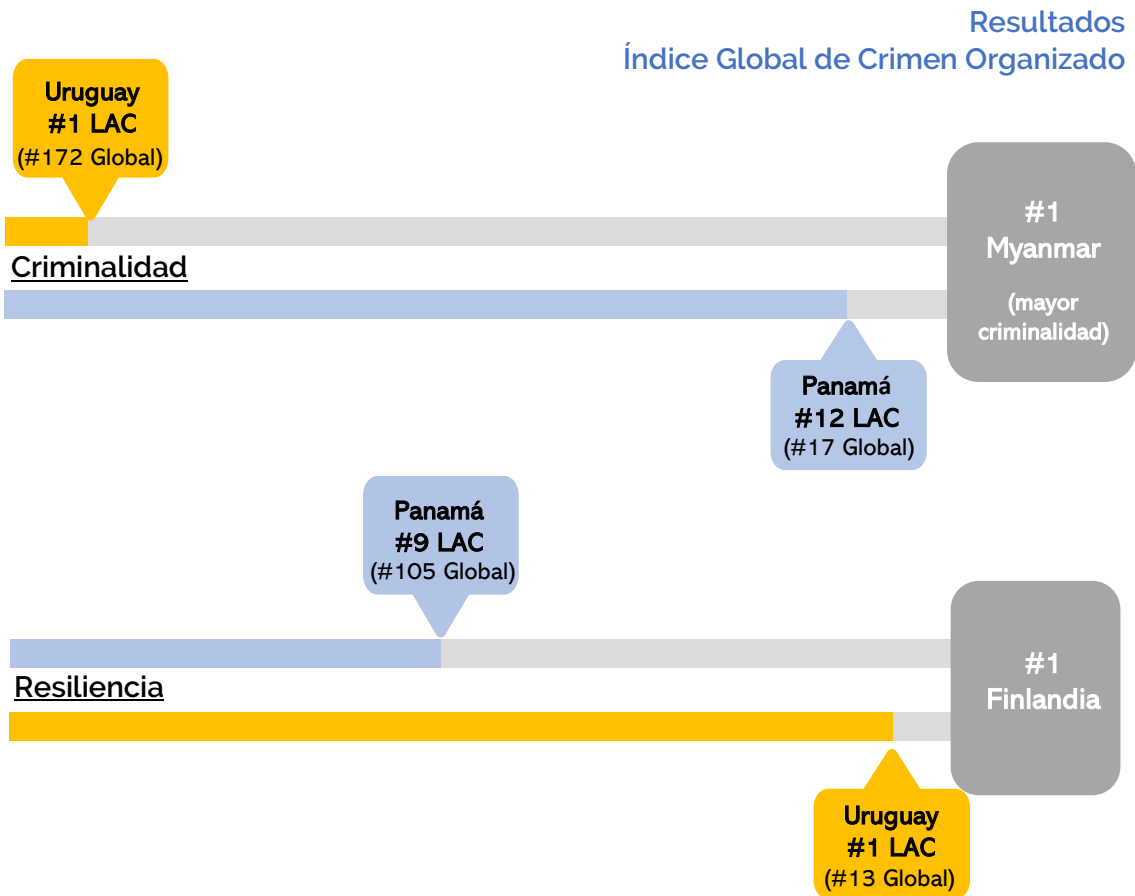 Resultados
Índice Global de Crimen Organizado
Uruguay
#1 LAC
(#172 Global)
#1
Myanmar
(mayor
criminalidad)
Criminalidad
Panamá
#12 LAC
(#17 Global)
Panamá
#9 LAC
(#105 Global)
#1
Finlandia
Resiliencia
Uruguay
#1 LAC
(#13 Global)